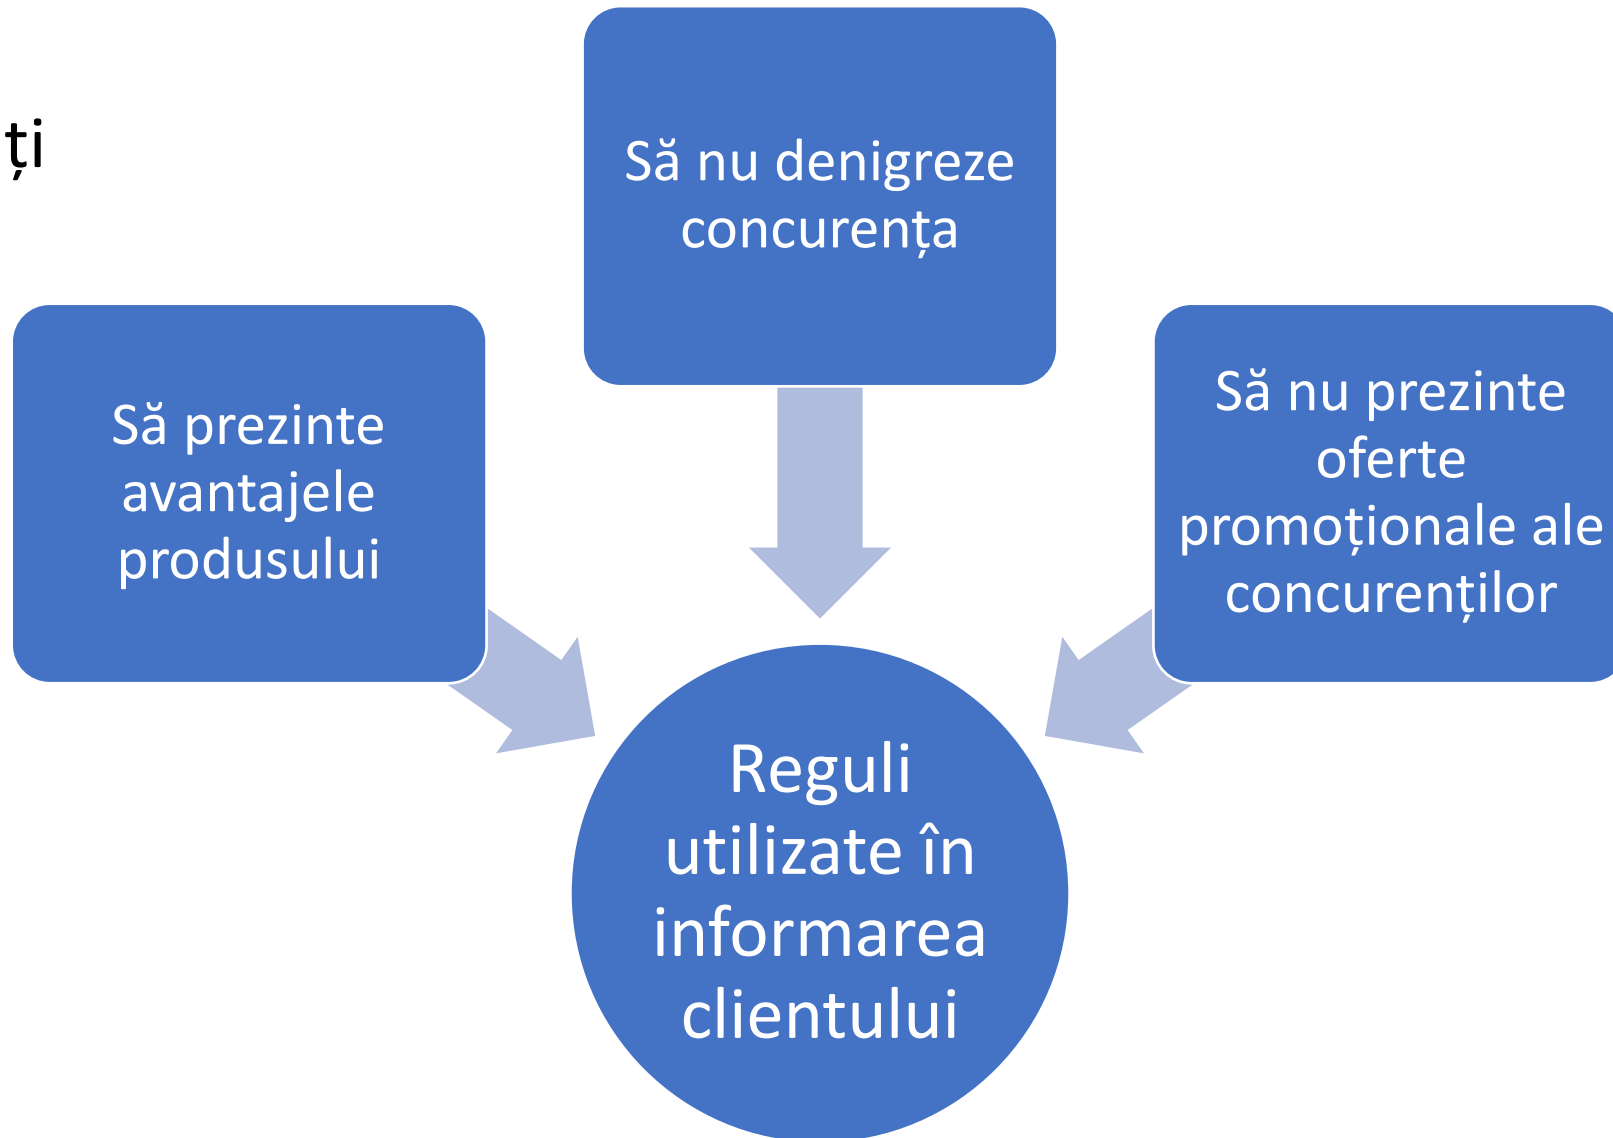 ți
Să nu denigreze
concurența
Să prezinte
avantajele
produsului
Să nu prezinte
oferte
promoționale ale
concurenților
Reguli
utilizate în
informarea
clientului